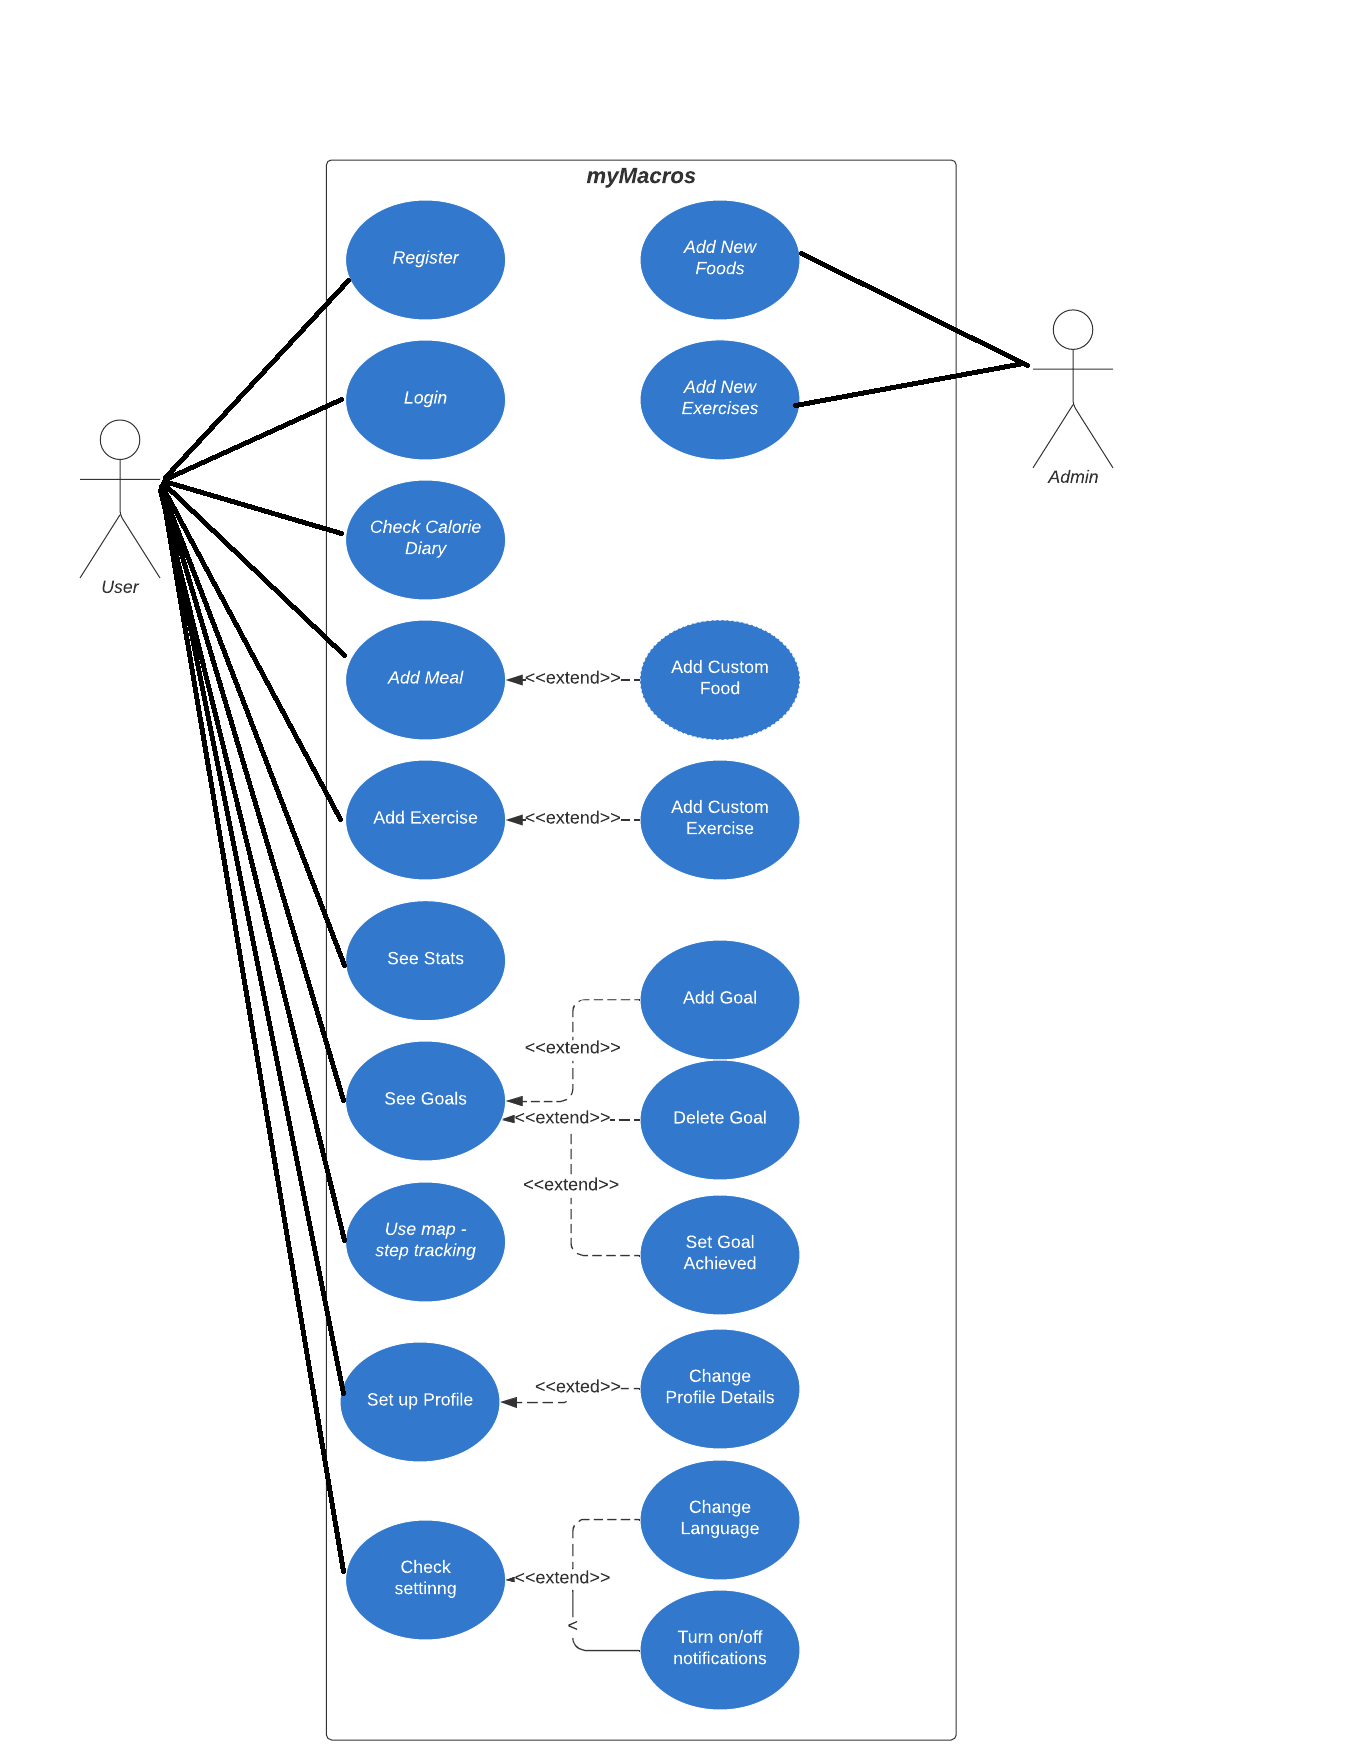 myMacros
Register
Add New
Foods
Login
Add New
Exercises
Admin
Check Calorie
Diary
User
Add Meal
<<extend>>
Add Custom
Food
Add Exercise
<<extend>>
Add Custom
Exercise
See Stats
Add Goal
<<extend>>
See Goals
<<extend>>
Delete Goal
<<extend>>
Use map -
step tracking
Set Goal
Achieved
Set up Profile
<<exted>>
Change
Profile Details
Change
Language
Check
settinng
<<extend>>
<
Turn on/off
notifications